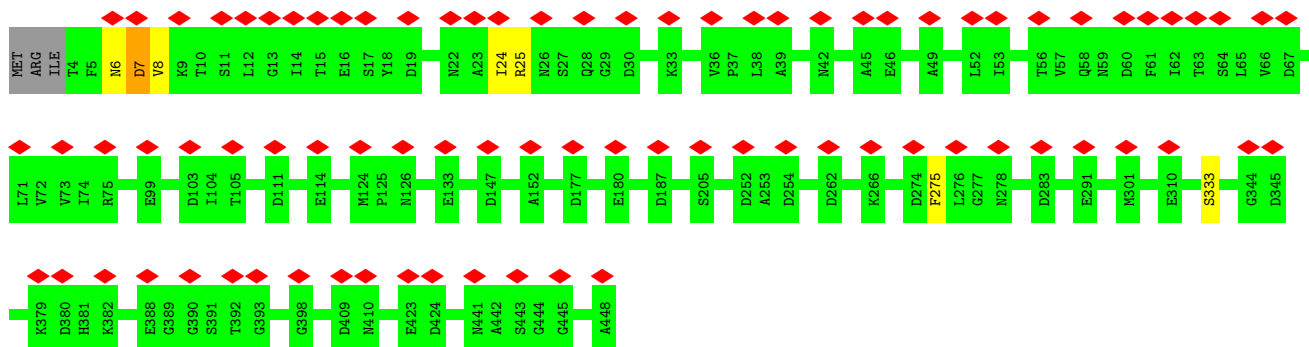 MET ARG ILE T4 F5 N6 D7 V8 K9 T10 S11 L12 G13 I14 T15 E16 S17 Y18 D19 N22 A23 I24 R25 N26 S27 Q28 G29 D30 K33 V36 P37 L38 A39 N42 A45 E46 A49 L52 I53 T56 V57 Q58 N59 D60 F61 I62 T63 S64 L65 V66 D67
L71 V72 V73 I74 R75 E99 D103 I104 T105 D111 E114 M124 P125 N126 E133 D147 A152 D177 E180 D187 S205 D252 A253 D254 D262 K266 D274 F275 L276 G277 N278 D283 E291 M301 E310 S333 G344 D345
K379 D380 H381 K382 E388 G389 G390 S391 T392 G393 G398 D409 N410 E423 D424 N441 A442 S443 G444 G445 A448